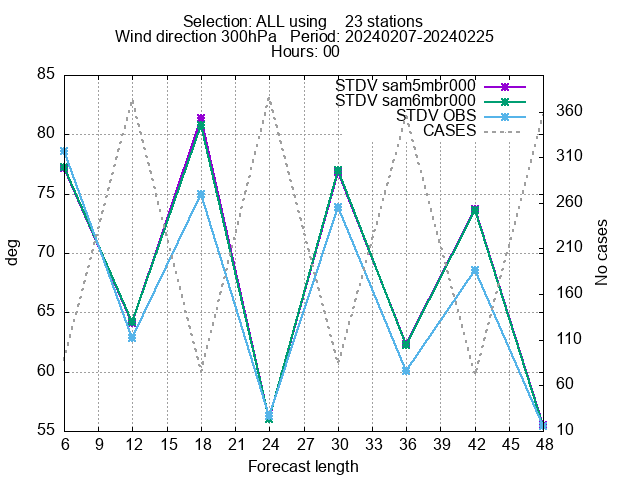 Selection: ALL using    23 stations
Wind direction 300hPa   Period: 20240207-20240225
Hours: 00
STDV sam5mbr000
STDV sam6mbr000
STDV OBS
CASES
85
80
75
70
65
60
55
deg
360
310
260
210
160
110
60
10
No cases
6 9 12 15 18 21 24 27 30 33 36 39 42 45 48
Forecast length